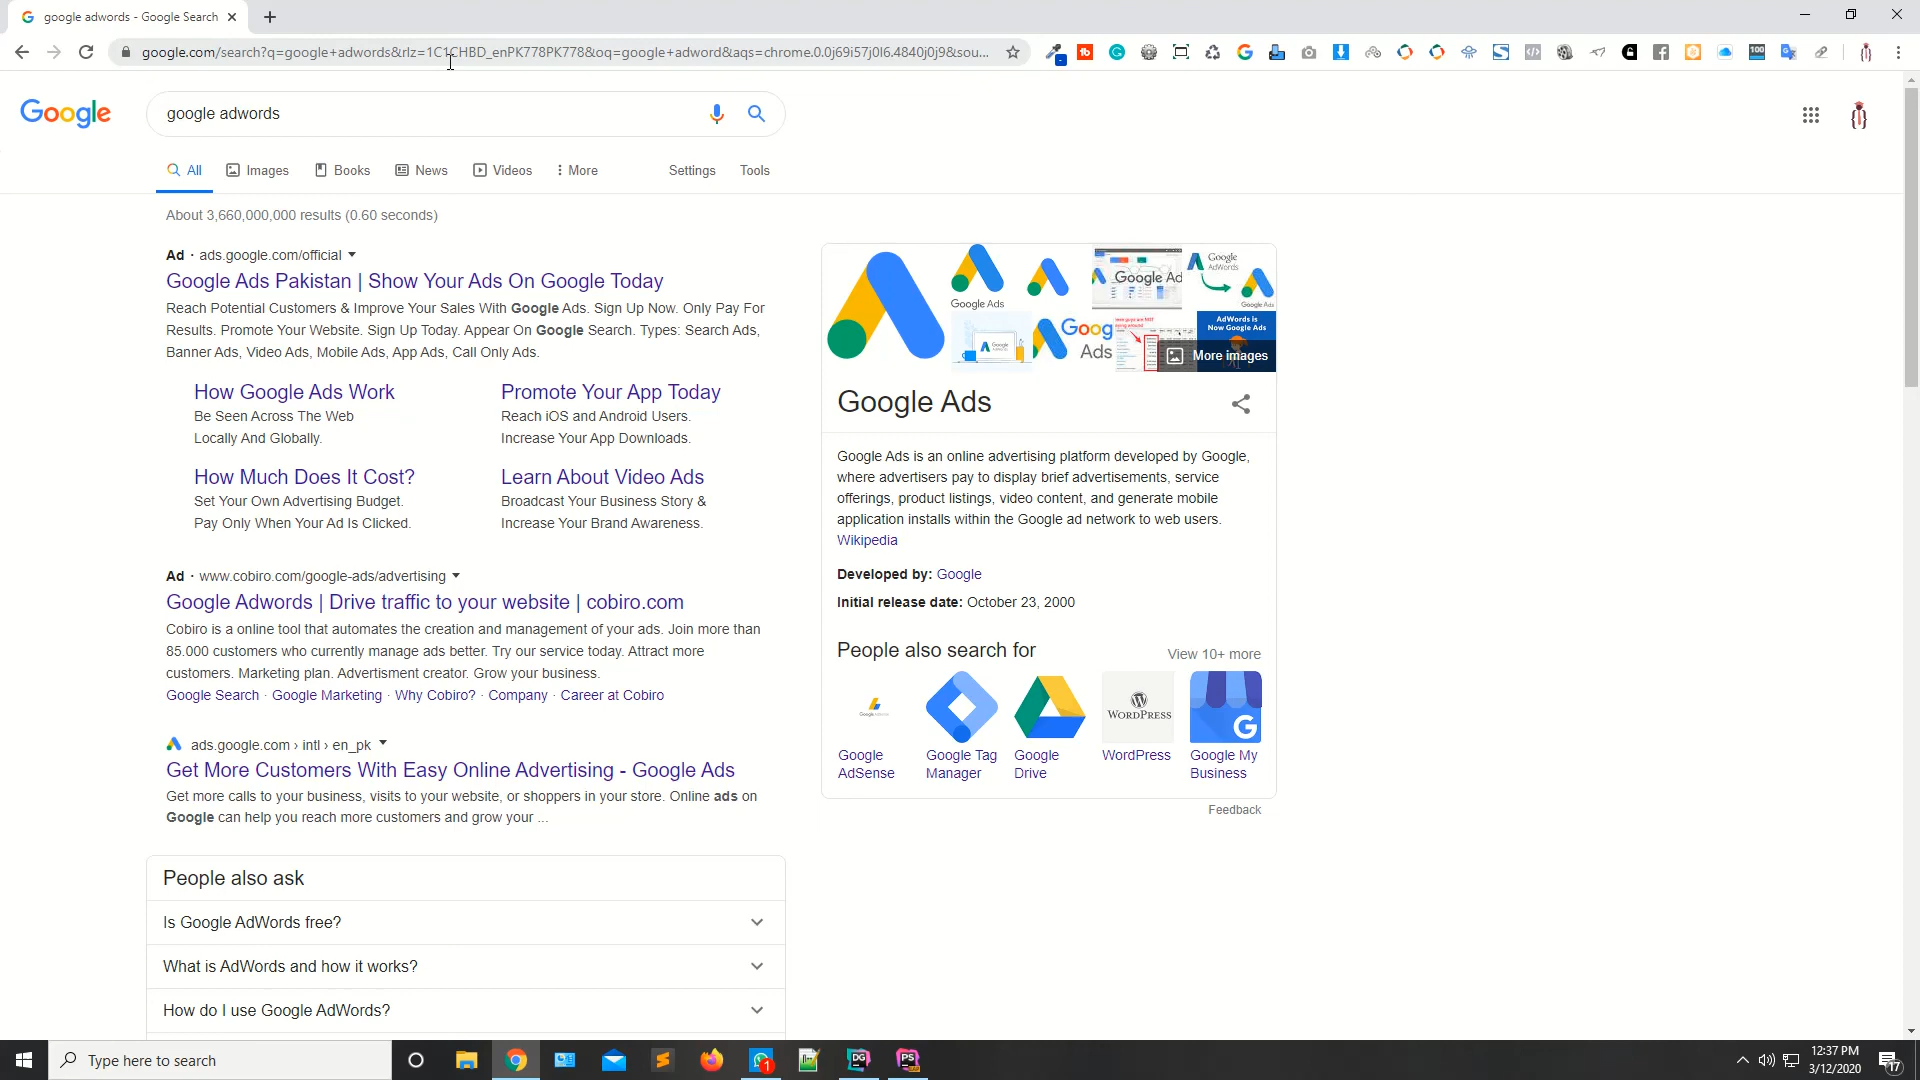 google adwords - Google Search
google.com/search?q=google+adwords&rlz=1C1CHBD_enPK778PK778&oq=google+adword&aqs=chrome.0.0j69i57j0l6.4840j0j9&sou...
Google
google adwords
All Images Books News Videos More Settings Tools
About 3,660,000,000 results (0.60 seconds)
Ad · ads.google.com/official
Google Ads Pakistan | Show Your Ads On Google Today
Reach Potential Customers & Improve Your Sales With Google Ads. Sign Up Now. Only Pay For
Results. Promote Your Website. Sign Up Today. Appear On Google Search. Types: Search Ads,
Banner Ads, Video Ads, Mobile Ads, App Ads, Call Only Ads.
How Google Ads Work
Be Seen Across The Web
Locally And Globally.
Promote Your App Today
Reach iOS and Android Users.
Increase Your App Downloads.
How Much Does It Cost?
Set Your Own Advertising Budget.
Pay Only When Your Ad Is Clicked.
Learn About Video Ads
Broadcast Your Business Story &
Increase Your Brand Awareness.
Ad · www.cobiro.com/google-ads/advertising
Google Adwords | Drive traffic to your website | cobiro.com
Cobiro is a online tool that automates the creation and management of your ads. Join more than
85.000 customers who currently manage ads better. Try our service today. Attract more
customers. Marketing plan. Advertisment creator. Grow your business.
Google Search · Google Marketing · Why Cobiro? · Company · Career at Cobiro
ads.google.com › intl › en_pk
Get More Customers With Easy Online Advertising - Google Ads
Get more calls to your business, visits to your website, or shoppers in your store. Online ads on
Google can help you reach more customers and grow your ...
People also ask
Is Google AdWords free?
What is AdWords and how it works?
How do I use Google AdWords?
Google Ads
Google Ad
Google
AdWords
Google Ads
Goog
Ads
AdWords is
Now Google Ads
More images
Google Ads
Google Ads is an online advertising platform developed by Google,
where advertisers pay to display brief advertisements, service
offerings, product listings, video content, and generate mobile
application installs within the Google ad network to web users.
Wikipedia
Developed by: Google
Initial release date: October 23, 2000
People also search for
View 10+ more
WORDPRESS
G
Google
AdSense
Google Tag
Manager
Google
Drive
WordPress
Google My
Business
Feedback
Type here to search
1
DG
PS
12:37 PM
3/12/2020
17